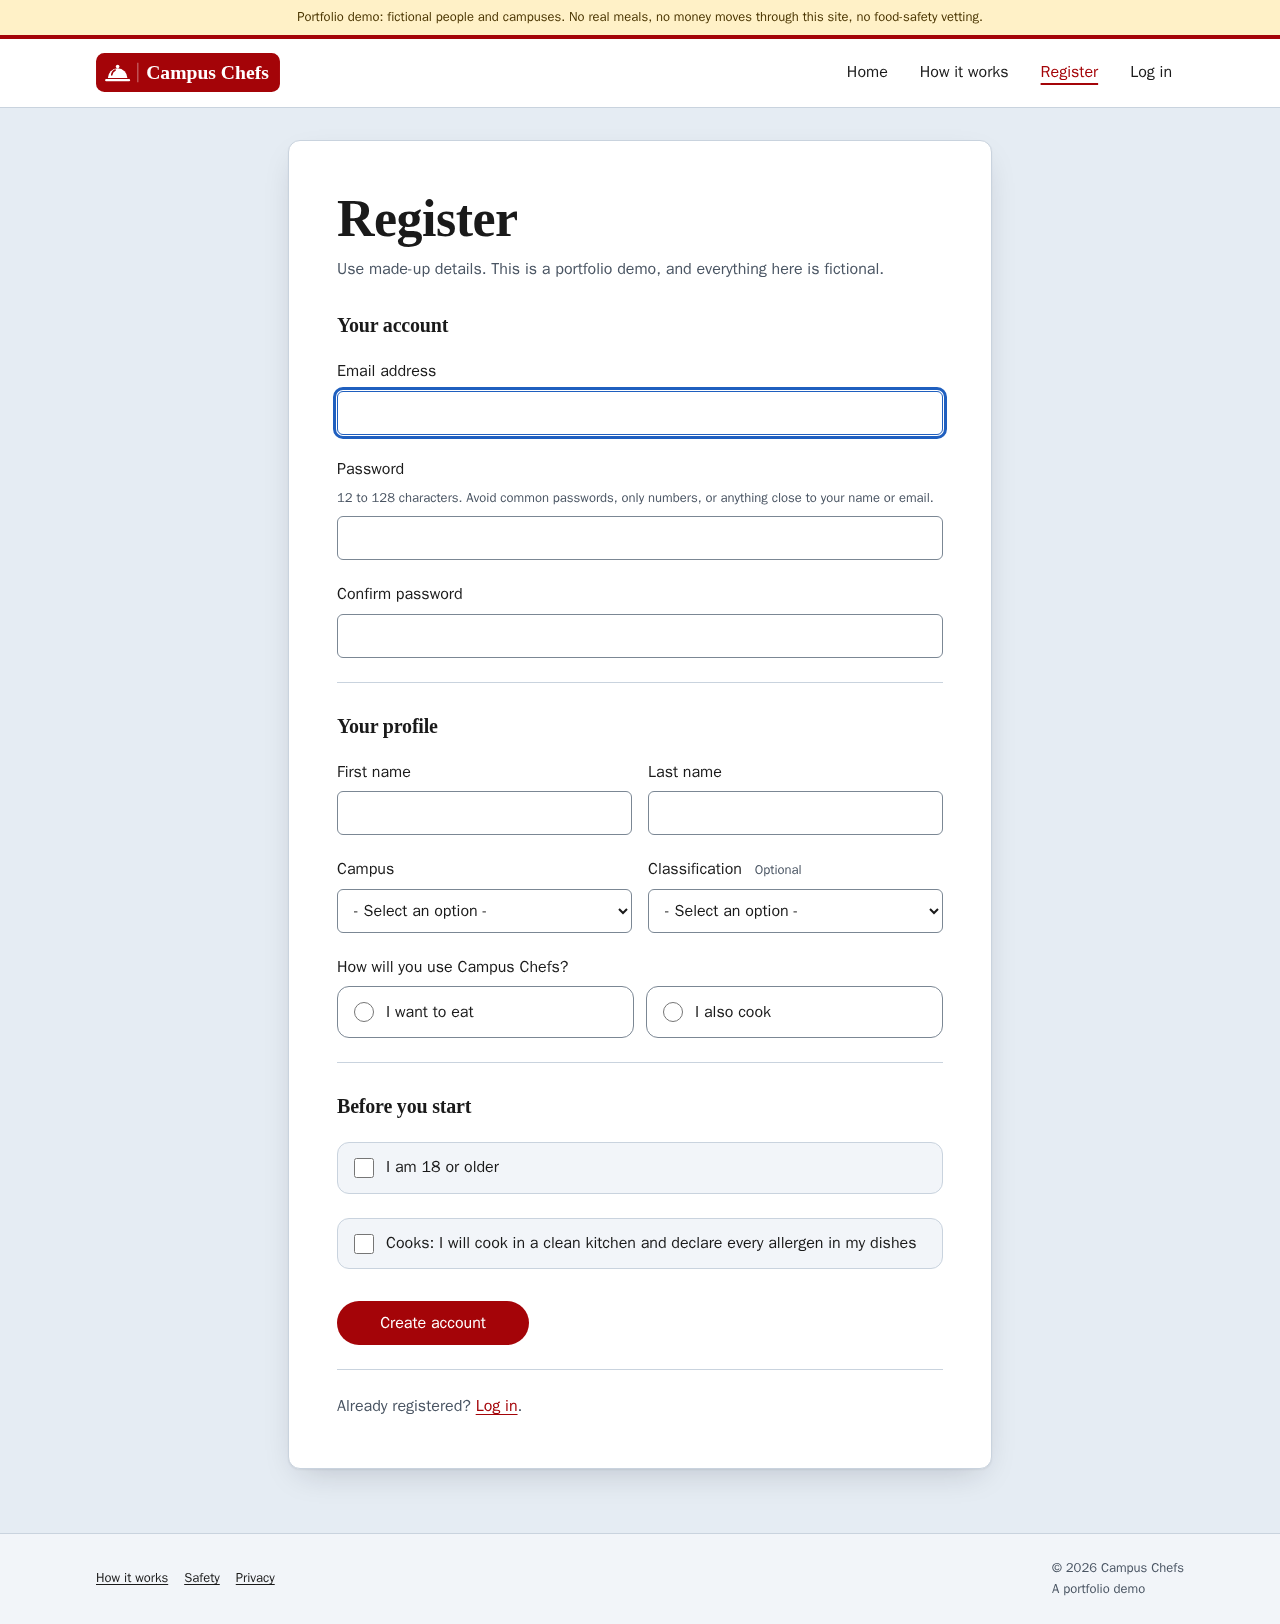 Portfolio demo: fictional people and campuses. No real meals, no money moves through this site, no food-safety vetting.
Campus Chefs
Home
How it works
Register
Log in
Register
Use made-up details. This is a portfolio demo, and everything here is fictional.
Your account
Email address
Password
12 to 128 characters. Avoid common passwords, only numbers, or anything close to your name or email.
Confirm password
Your profile
First name
Last name
Campus
Classification Optional
- Select an option -
- Select an option -
How will you use Campus Chefs?
I want to eat
I also cook
Before you start
I am 18 or older
Cooks: I will cook in a clean kitchen and declare every allergen in my dishes
Create account
Already registered? Log in.
How it works
Safety
Privacy
© 2026 Campus Chefs
A portfolio demo